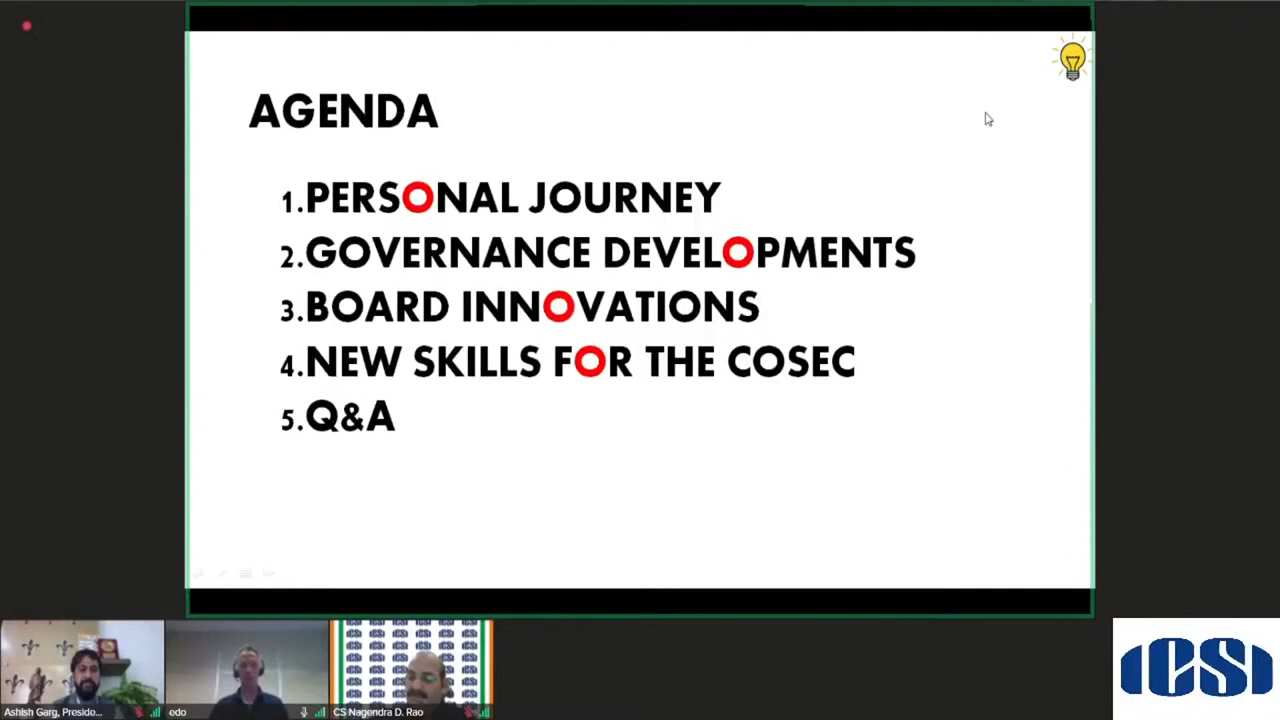 AGENDA
1.PERSONAL JOURNEY
2.GOVERNANCE DEVELOPMENTS
3.BOARD INNOVATIONS
4.NEW SKILLS FOR THE COSEC
5.Q&A
Ashish Garg, Preside...
edo
CS Nagendra D. Rao
ICSI